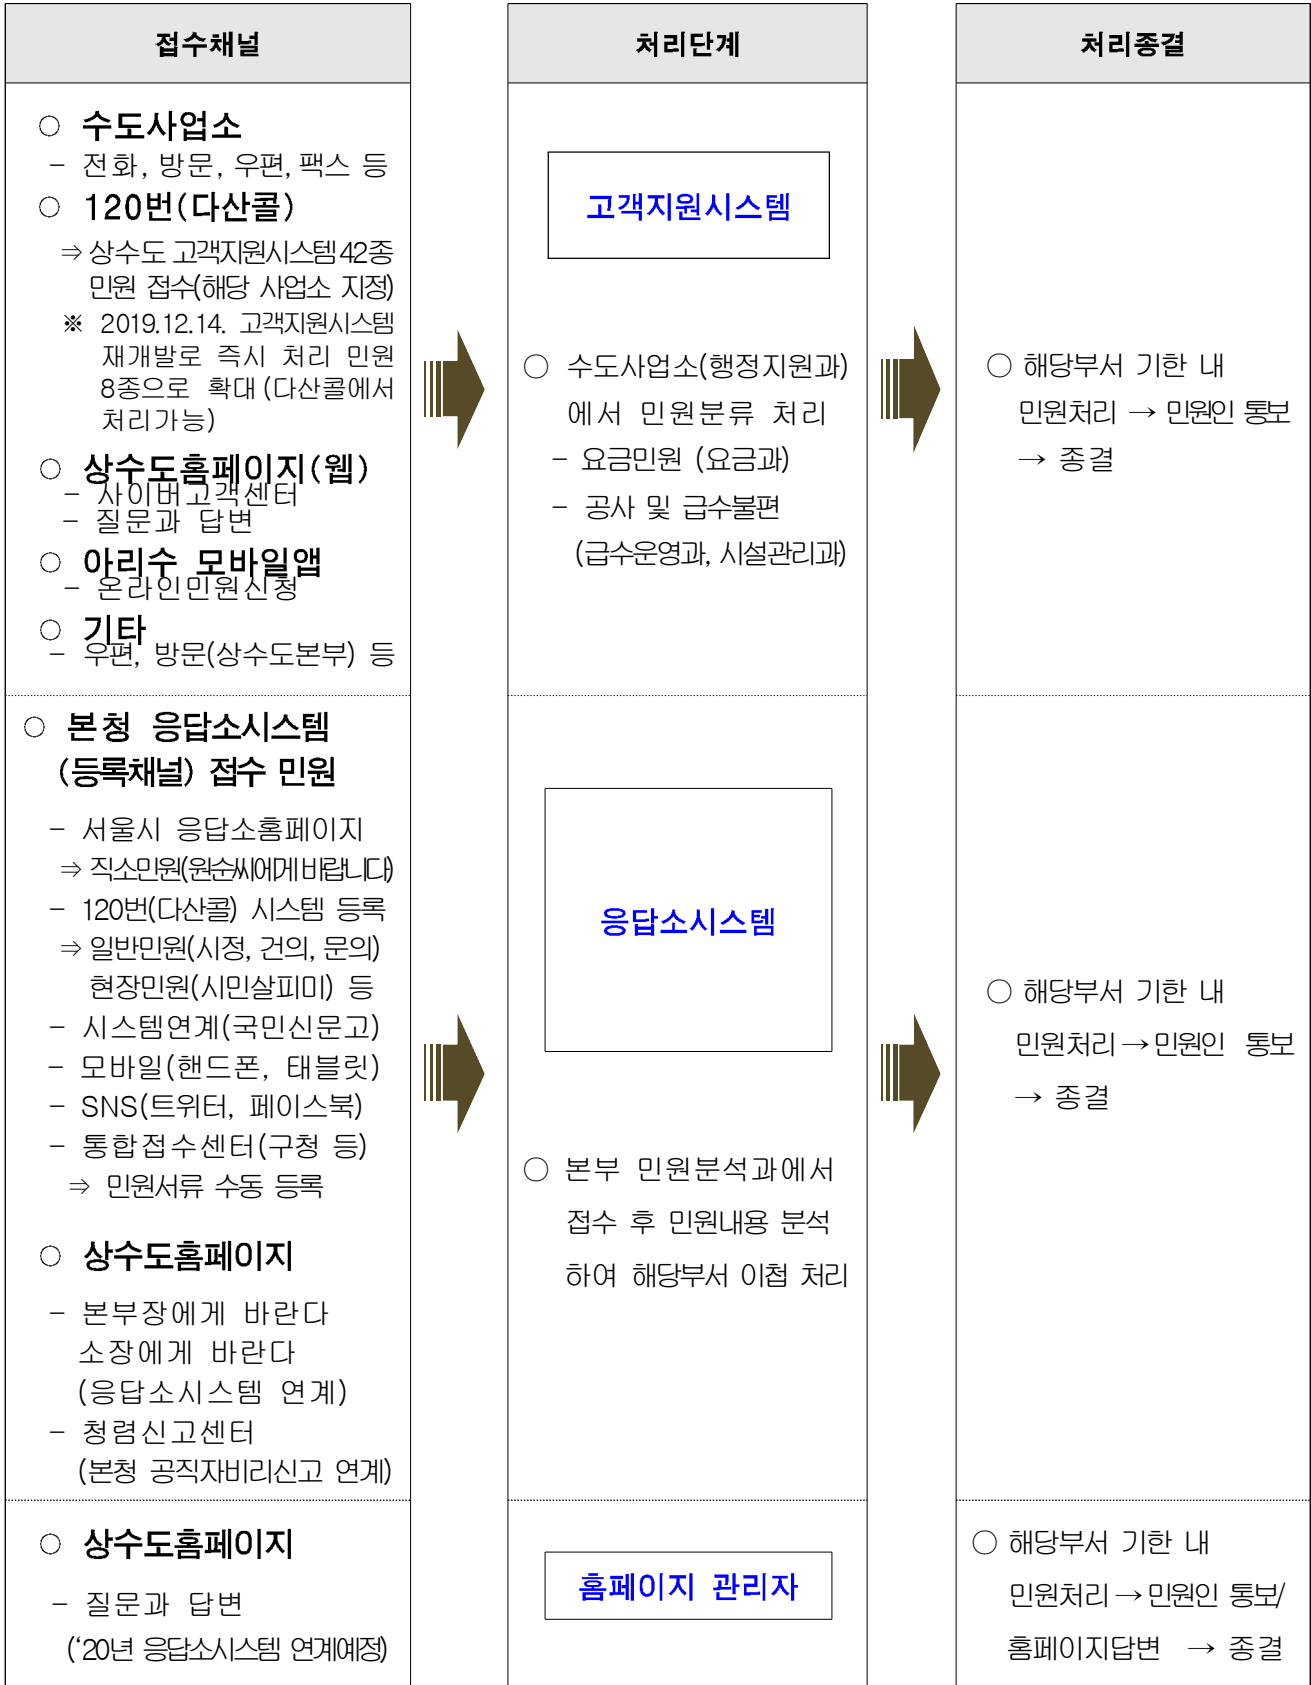 접수채널
○ 수도사업소
- 전화, 방문, 우편, 팩스 등
○ 120번(다산콜)
⇒ 상수도 고객지원시스템 42종
민원 접수(해당 사업소 지정)
※ 2019.12.14. 고객지원시스템
재개발로 즉시 처리 민원
8종으로 확대 (다산콜에서
처리가능)
○ 상수도홈페이지(웹)
- 사이버고객센터
- 질문과 답변
○ 아리수 모바일앱
- 온라인민원신청
○ 기타
- 우편, 방문(상수도본부) 등
○ 본청 응답소시스템
(등록채널) 접수 민원
- 서울시 응답소홈페이지
⇒ 직소민원(원순씨에게 바랍니다)
- 120번(다산콜) 시스템 등록
⇒ 일반민원(시정, 건의, 문의)
현장민원(시민살피미) 등
- 시스템연계(국민신문고)
- 모바일(핸드폰, 태블릿)
- SNS(트위터, 페이스북)
- 통합접수센터(구청 등)
⇒ 민원서류 수동 등록
○ 상수도홈페이지
- 본부장에게 바란다
소장에게 바란다
(응답소시스템 연계)
- 청렴신고센터
(본청 공직자비리신고 연계)
○ 상수도홈페이지
- 질문과 답변
(‘20년 응답소시스템 연계예정)
처리단계
고객지원시스템
○ 수도사업소(행정지원과)
에서 민원분류 처리
- 요금민원 (요금과)
- 공사 및 급수불편
(급수운영과, 시설관리과)
응답소시스템
○ 본부 민원분석과에서
접수 후 민원내용 분석
하여 해당부서 이첩 처리
홈페이지 관리자
처리종결
○ 해당부서 기한 내
민원처리 → 민원인 통보
→ 종결
○ 해당부서 기한 내
민원처리 → 민원인 통보
→ 종결
○ 해당부서 기한 내
민원처리 → 민원인 통보/
홈페이지답변 → 종결